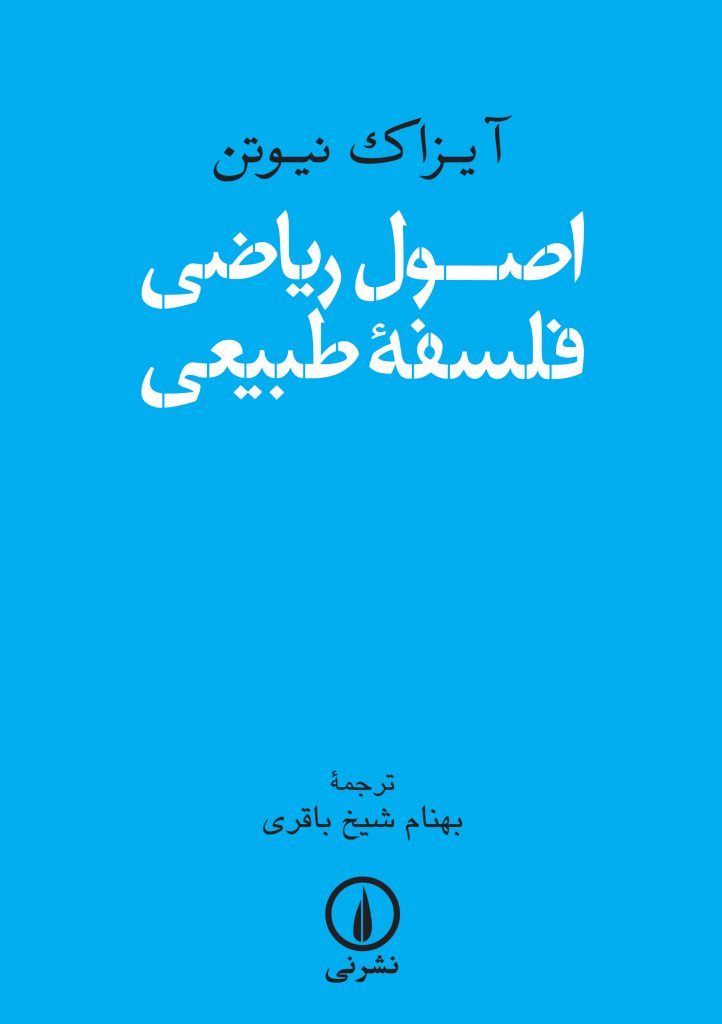 آیزاک نیوتن
اصول ریاضی
فلسفهٔ طبیعی
ترجمهٔ
بهنام شیخ باقری
نشرنی